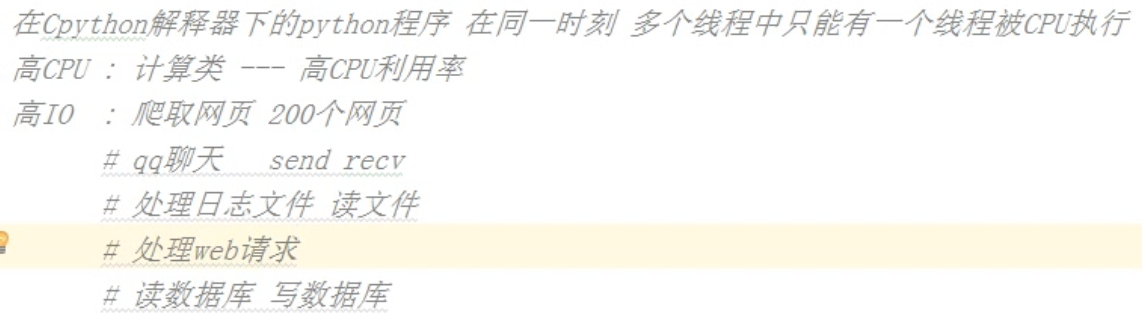 在Cpython解释器下的python程序 在同一时刻 多个线程中只能有一个线程被CPU执行
高CPU : 计算类 --- 高CPU利用率
高IO : 爬取网页 200个网页
# qq聊天 send recv
# 处理日志文件 读文件
# 处理web请求
# 读数据库 写数据库